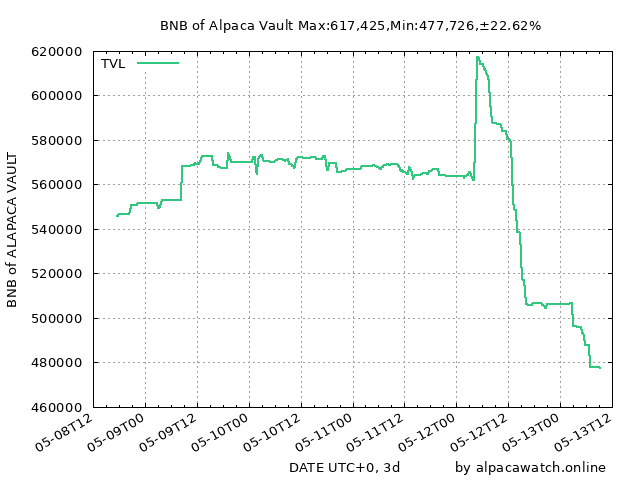 BNB of Alpaca Vault Max:617,425,Min:477,726,±22.62%
TVL
BNB of ALAPACA VAULT
620000
600000
580000
560000
540000
520000
500000
480000
460000
05-08T12
05-09T00
05-09T12
05-10T00
05-10T12
05-11T00
05-11T12
05-12T00
05-12T12
05-13T00
05-13T12
DATE UTC+0, 3d
by alpacawatch.online